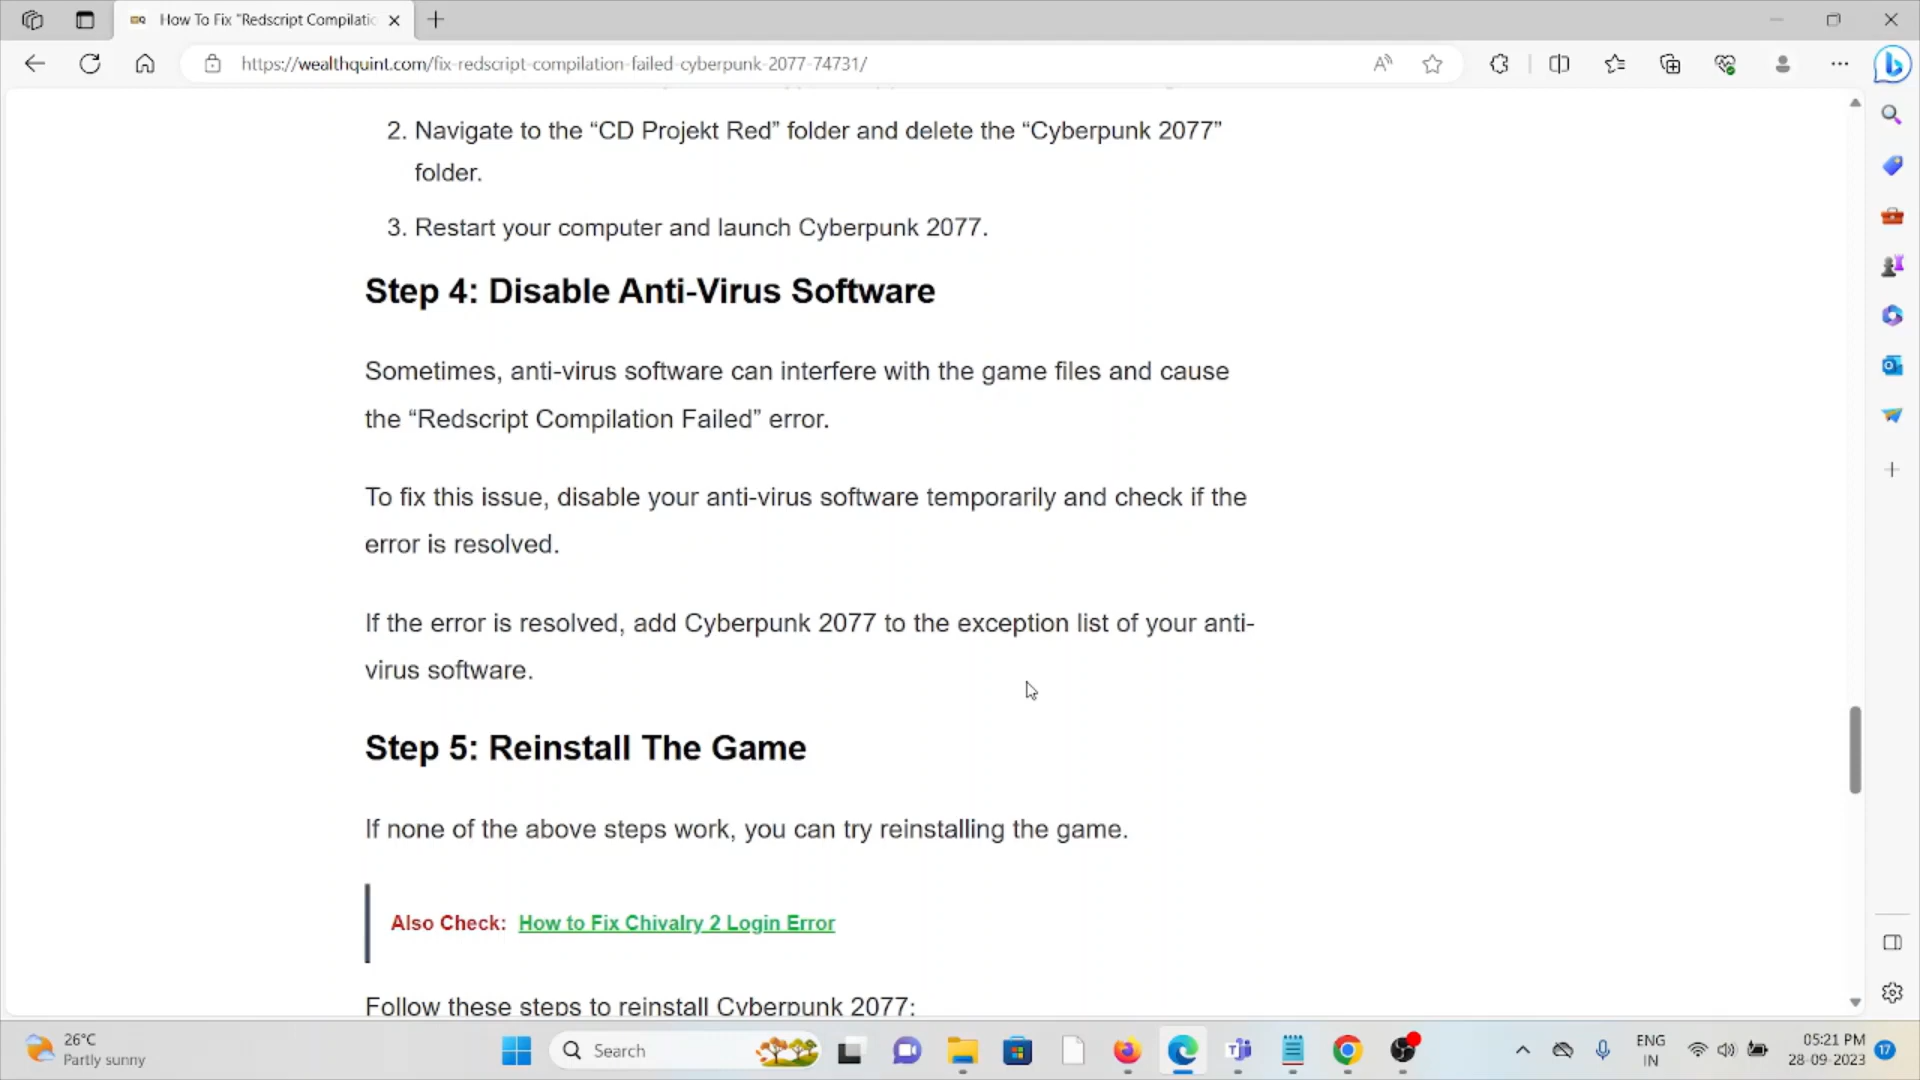 How To Fix "Redscript Compilatic
https://wealthquint.com/fix-redscript-compilation-failed-cyberpunk-2077-74731/
2. Navigate to the “CD Projekt Red” folder and delete the “Cyberpunk 2077”
folder.
3. Restart your computer and launch Cyberpunk 2077.
Step 4: Disable Anti-Virus Software
Sometimes, anti-virus software can interfere with the game files and cause
the “Redscript Compilation Failed” error.
To fix this issue, disable your anti-virus software temporarily and check if the
error is resolved.
If the error is resolved, add Cyberpunk 2077 to the exception list of your anti-
virus software.
Step 5: Reinstall The Game
If none of the above steps work, you can try reinstalling the game.
Also Check: How to Fix Chivalry 2 Login Error
Follow these steps to reinstall Cyberpunk 2077:
26°C
Partly sunny
Search
ENG
IN
05:21 PM
28-09-2023
17